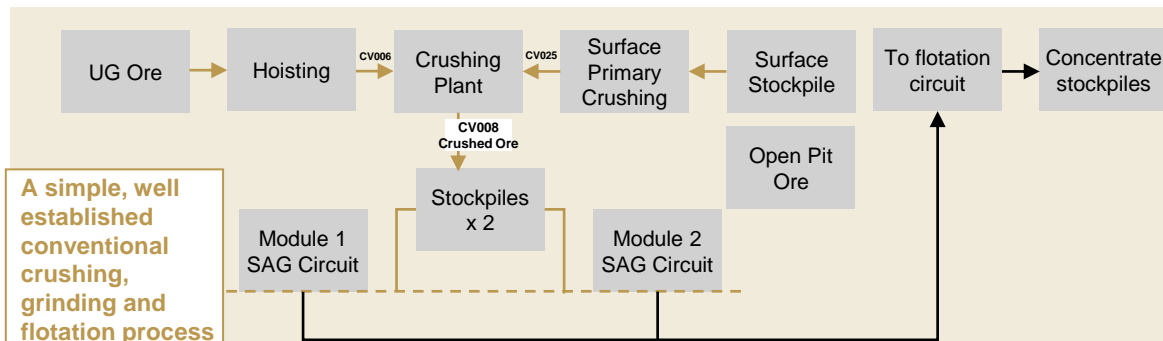 UG Ore
Hoisting
CV006
Crushing
Plant
CV025
Surface
Primary
Crushing
Surface
Stockpile
To flotation
circuit
Concentrate
stockpiles
CV008
Crushed Ore
Open Pit
Ore
A simple, well
established
conventional
crushing,
grinding and
flotation process
Stockpiles
x 2
Module 1
SAG Circuit
Module 2
SAG Circuit